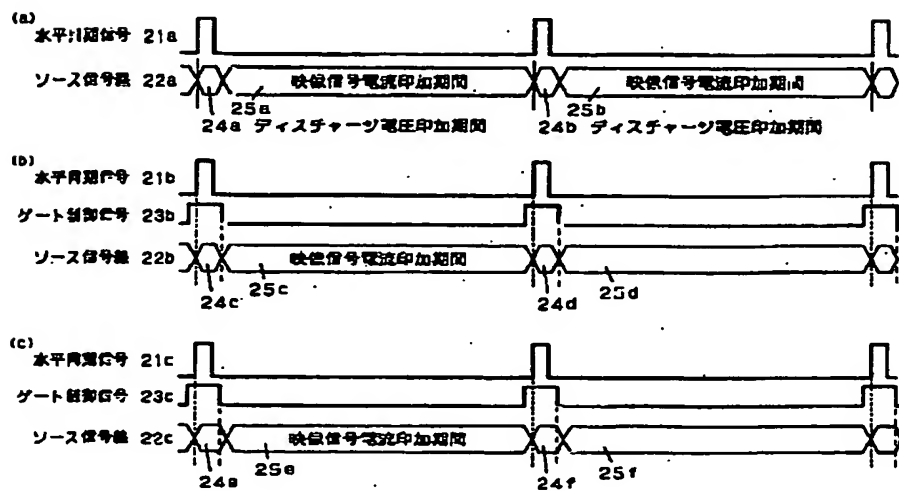 (a)
水平同期信号 21a
ソース信号線 22a 映像信号電流印加期間 映像信号電流印加期間
25a 25b
24a ディスチャージ電圧印加期間 24b ディスチャージ電圧印加期間
(b)
水平同期信号 21b
ゲート制御信号 23b
ソース信号線 22b 映像信号電流印加期間
25c 25d
24c 24d
(c)
水平同期信号 21c
ゲート制御信号 23c
ソース信号線 22c 映像信号電流印加期間
25e 25f
24e 24f